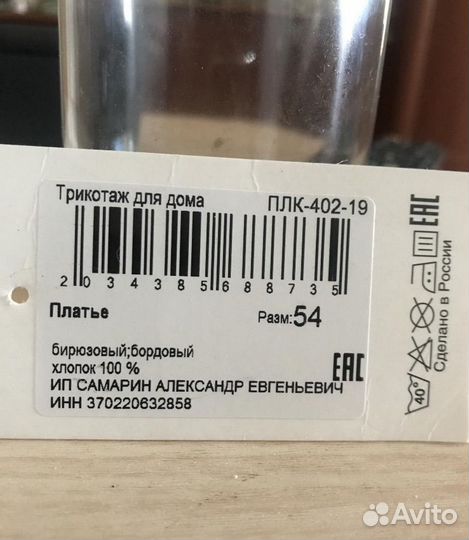 Трикотаж для дома ПЛК-402-19
2034385688735
Платье Разм:54
бирюзовый;бордовый
хлопок 100 %
ИП САМАРИН АЛЕКСАНДР ЕВГЕНЬЕВИЧ
ИНН 370220632858
EAC
40°
EAC
Сделано в России
Avito